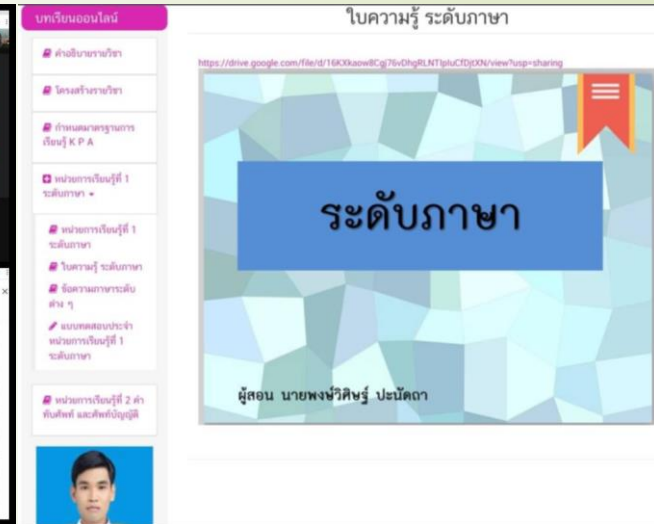 บทเรียนออนไลน์
คำอธิบายรายวิชา
โครงสร้างรายวิชา
กำหนดมาตรฐานการ
เรียนรู้ K P A
หน่วยการเรียนรู้ที่ 1
ระดับภาษา
หน่วยการเรียนรู้ที่ 1
ระดับภาษา
ใบความรู้ ระดับภาษา
ข้อความภาษาระดับ
ต่าง ๆ
แบบทดสอบประจำ
หน่วยการเรียนรู้ที่ 1
ระดับภาษา
หน่วยการเรียนรู้ที่ 2 คำ
ทับศัพท์ และศัพท์บัญญัติ
ใบความรู้ ระดับภาษา
ระดับภาษา
ผู้สอน นายพงษ์วิศิษฐ์ ปะนัดถา